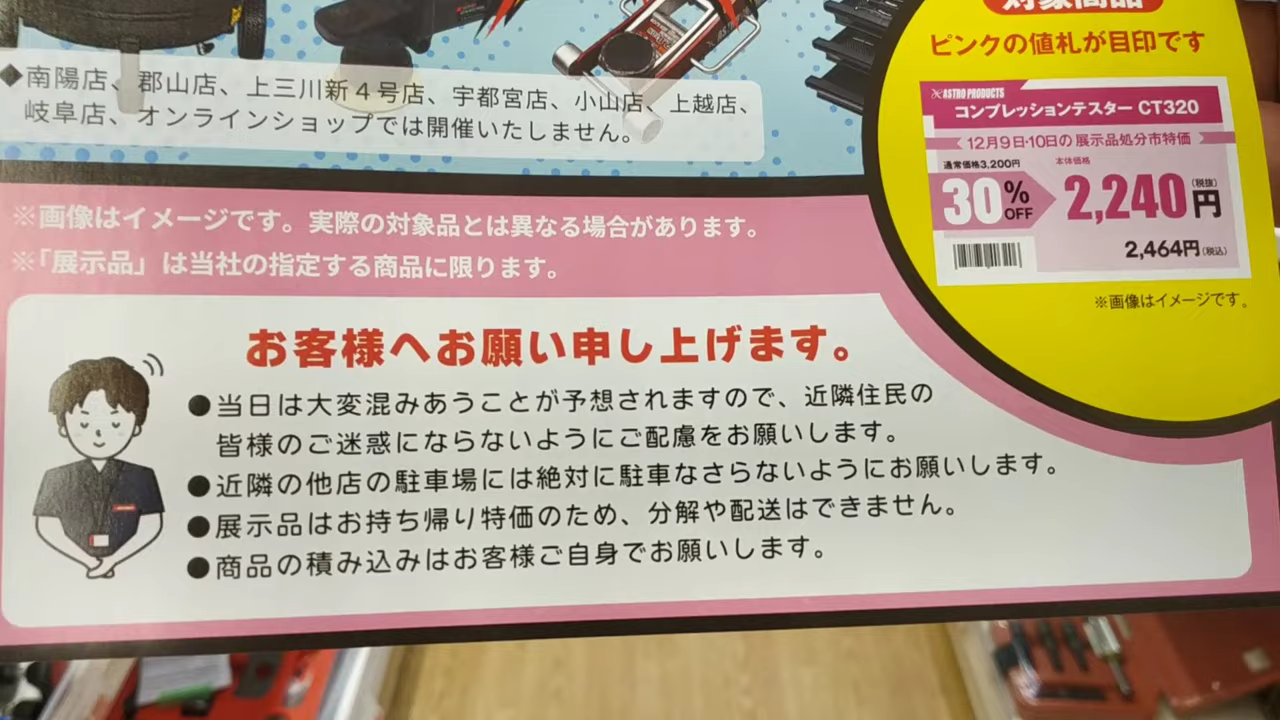 ◆南陽店、郡山店、上三川新4号店、宇都宮店、小山店、上越店、
岐阜店、オンラインショップでは開催いたしません。
対象商品
ピンクの値札が目印です
ASTRO PRODUCTS
コンプレッションテスター CT320
12月9日・10日の展示品処分市特価
通常価格3,200円
本体価格
30%OFF
2,240円(税抜)
2,464円(税込)
※画像はイメージです。
※画像はイメージです。実際の対象品とは異なる場合があります。
※「展示品」は当社の指定する商品に限ります。
お客様へお願い申し上げます。
●当日は大変混みあうことが予想されますので、近隣住民の
皆様のご迷惑にならないようにご配慮をお願いします。
●近隣の他店の駐車場には絶対に駐車なさらないようにお願いします。
●展示品はお持ち帰り特価のため、分解や配送はできません。
●商品の積み込みはお客様ご自身でお願いします。